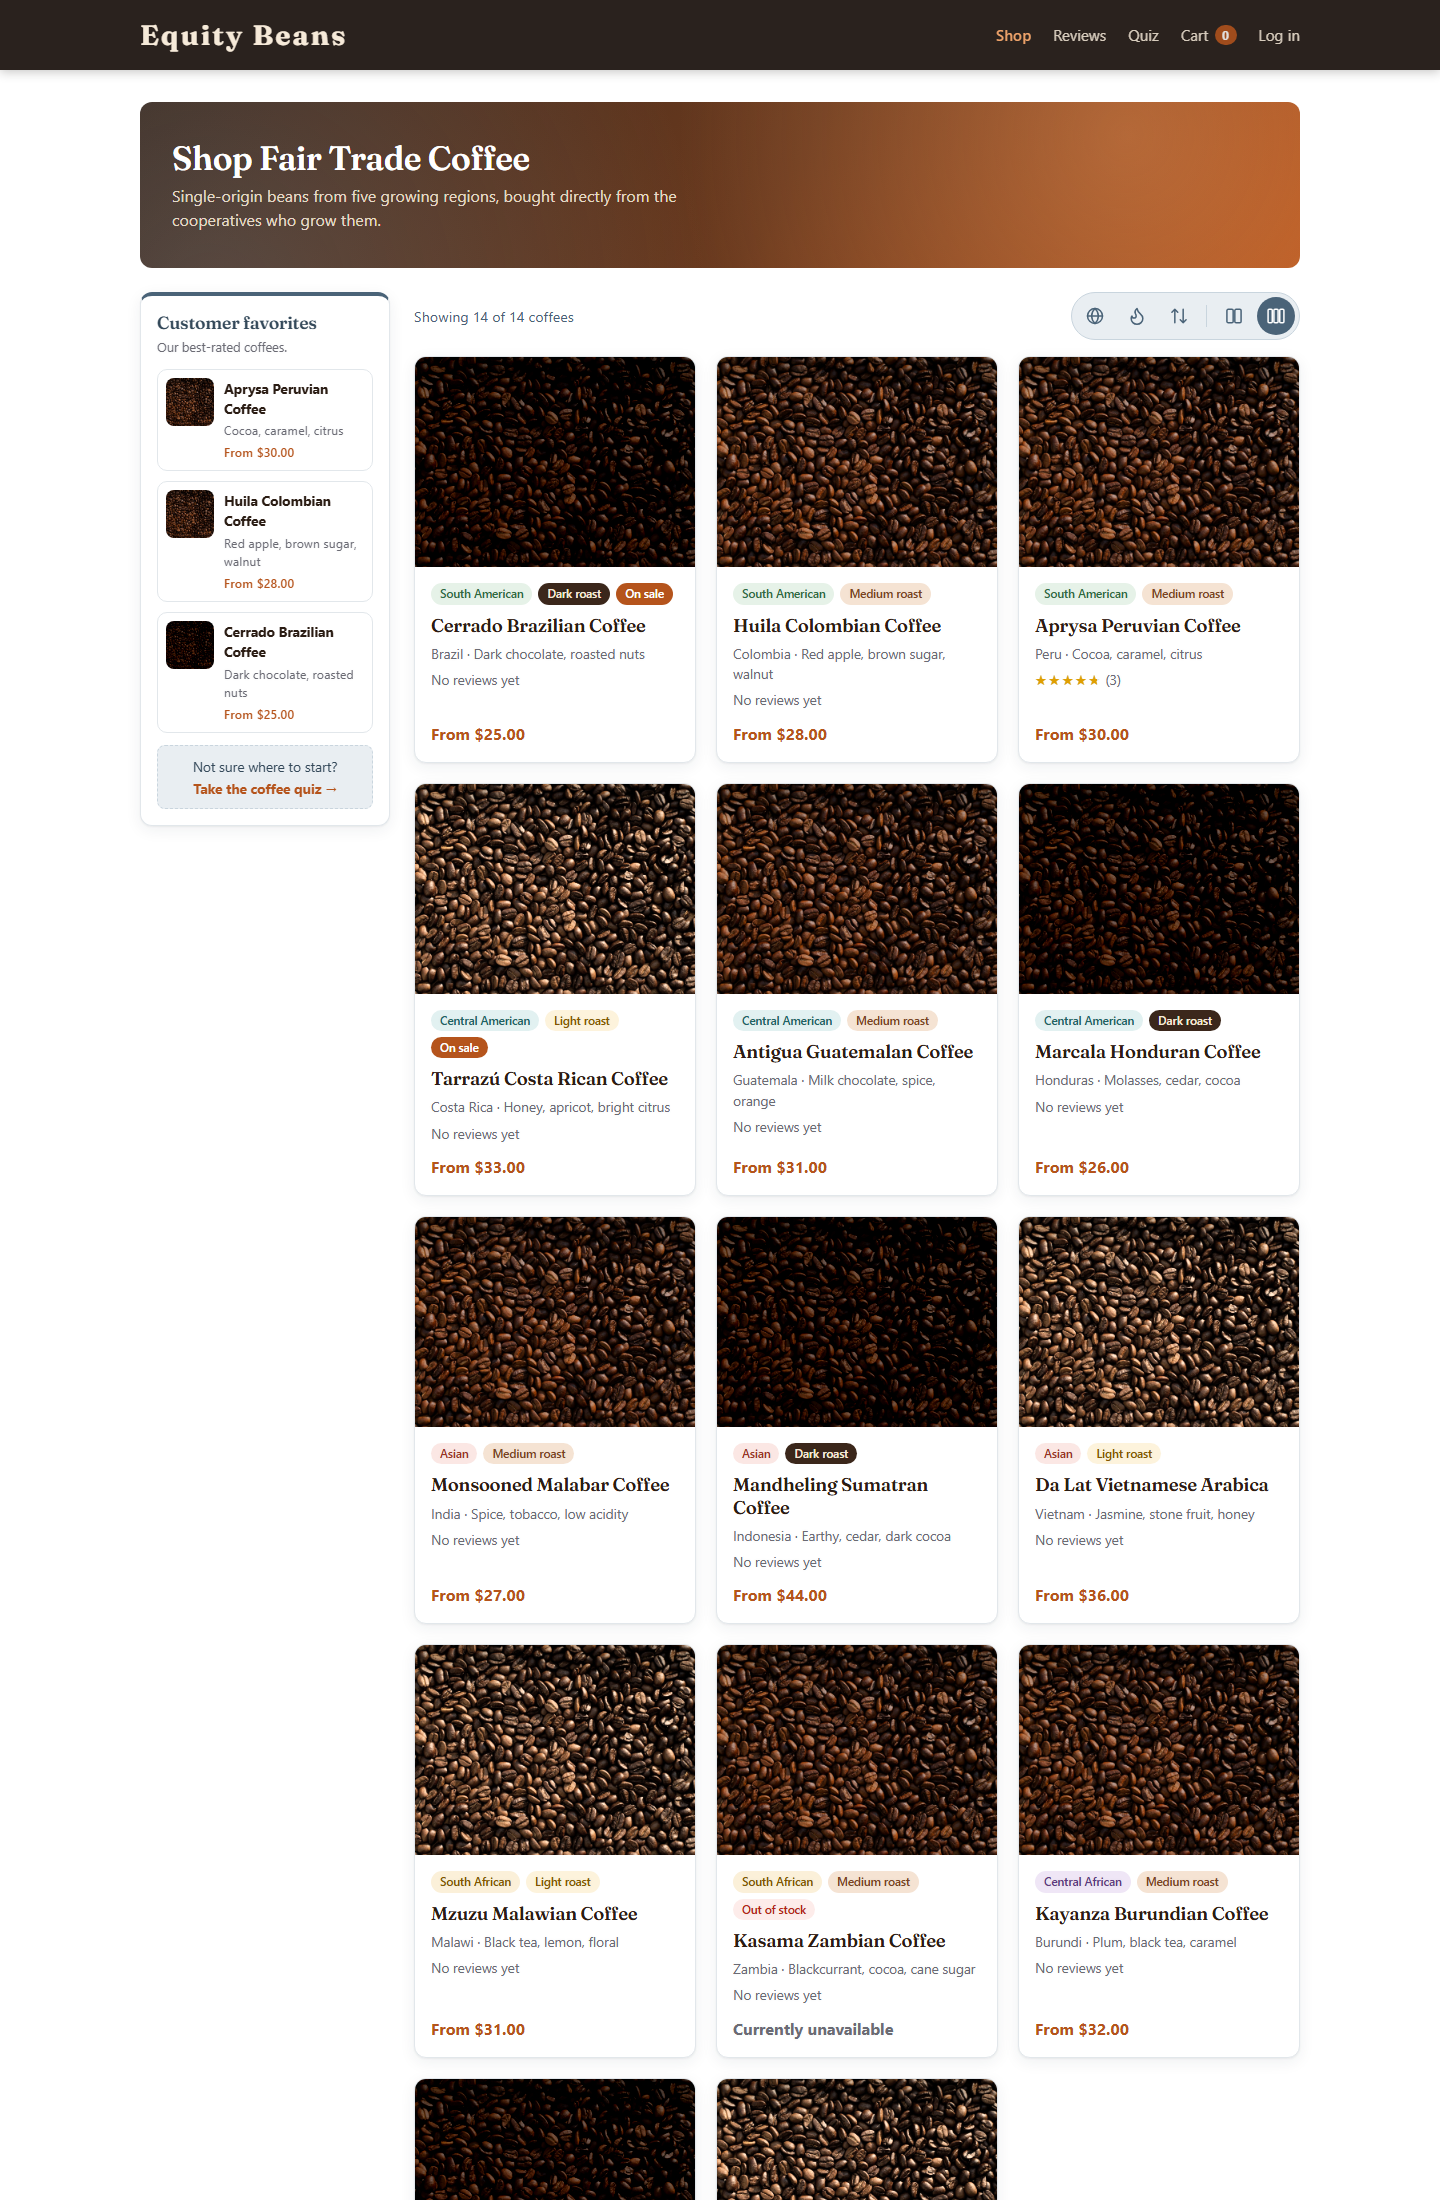 Equity Beans
Shop
Reviews
Quiz
Cart 0
Log in
Shop Fair Trade Coffee
Single-origin beans from five growing regions, bought directly from the
cooperatives who grow them.
Customer favorites
Our best-rated coffees.
Aprysa Peruvian
Coffee
Cocoa, caramel, citrus
From $30.00
Huila Colombian
Coffee
Red apple, brown sugar,
walnut
From $28.00
Cerrado Brazilian
Coffee
Dark chocolate, roasted
nuts
From $25.00
Not sure where to start?
Take the coffee quiz →
Showing 14 of 14 coffees
South American
Dark roast
On sale
Cerrado Brazilian Coffee
Brazil · Dark chocolate, roasted nuts
No reviews yet
From $25.00
South American
Medium roast
Huila Colombian Coffee
Colombia · Red apple, brown sugar,
walnut
No reviews yet
From $28.00
South American
Medium roast
Aprysa Peruvian Coffee
Peru · Cocoa, caramel, citrus
(3)
From $30.00
Central American
Light roast
On sale
Tarrazú Costa Rican Coffee
Costa Rica · Honey, apricot, bright citrus
No reviews yet
From $33.00
Central American
Medium roast
Antigua Guatemalan Coffee
Guatemala · Milk chocolate, spice,
orange
No reviews yet
From $31.00
Central American
Dark roast
Marcala Honduran Coffee
Honduras · Molasses, cedar, cocoa
No reviews yet
From $26.00
Asian
Medium roast
Monsooned Malabar Coffee
India · Spice, tobacco, low acidity
No reviews yet
From $27.00
Asian
Dark roast
Mandheling Sumatran
Coffee
Indonesia · Earthy, cedar, dark cocoa
No reviews yet
From $44.00
Asian
Light roast
Da Lat Vietnamese Arabica
Vietnam · Jasmine, stone fruit, honey
No reviews yet
From $36.00
South African
Light roast
Mzuzu Malawian Coffee
Malawi · Black tea, lemon, floral
No reviews yet
From $31.00
South African
Medium roast
Out of stock
Kasama Zambian Coffee
Zambia · Blackcurrant, cocoa, cane sugar
No reviews yet
Currently unavailable
Central African
Medium roast
Kayanza Burundian Coffee
Burundi · Plum, black tea, caramel
No reviews yet
From $32.00